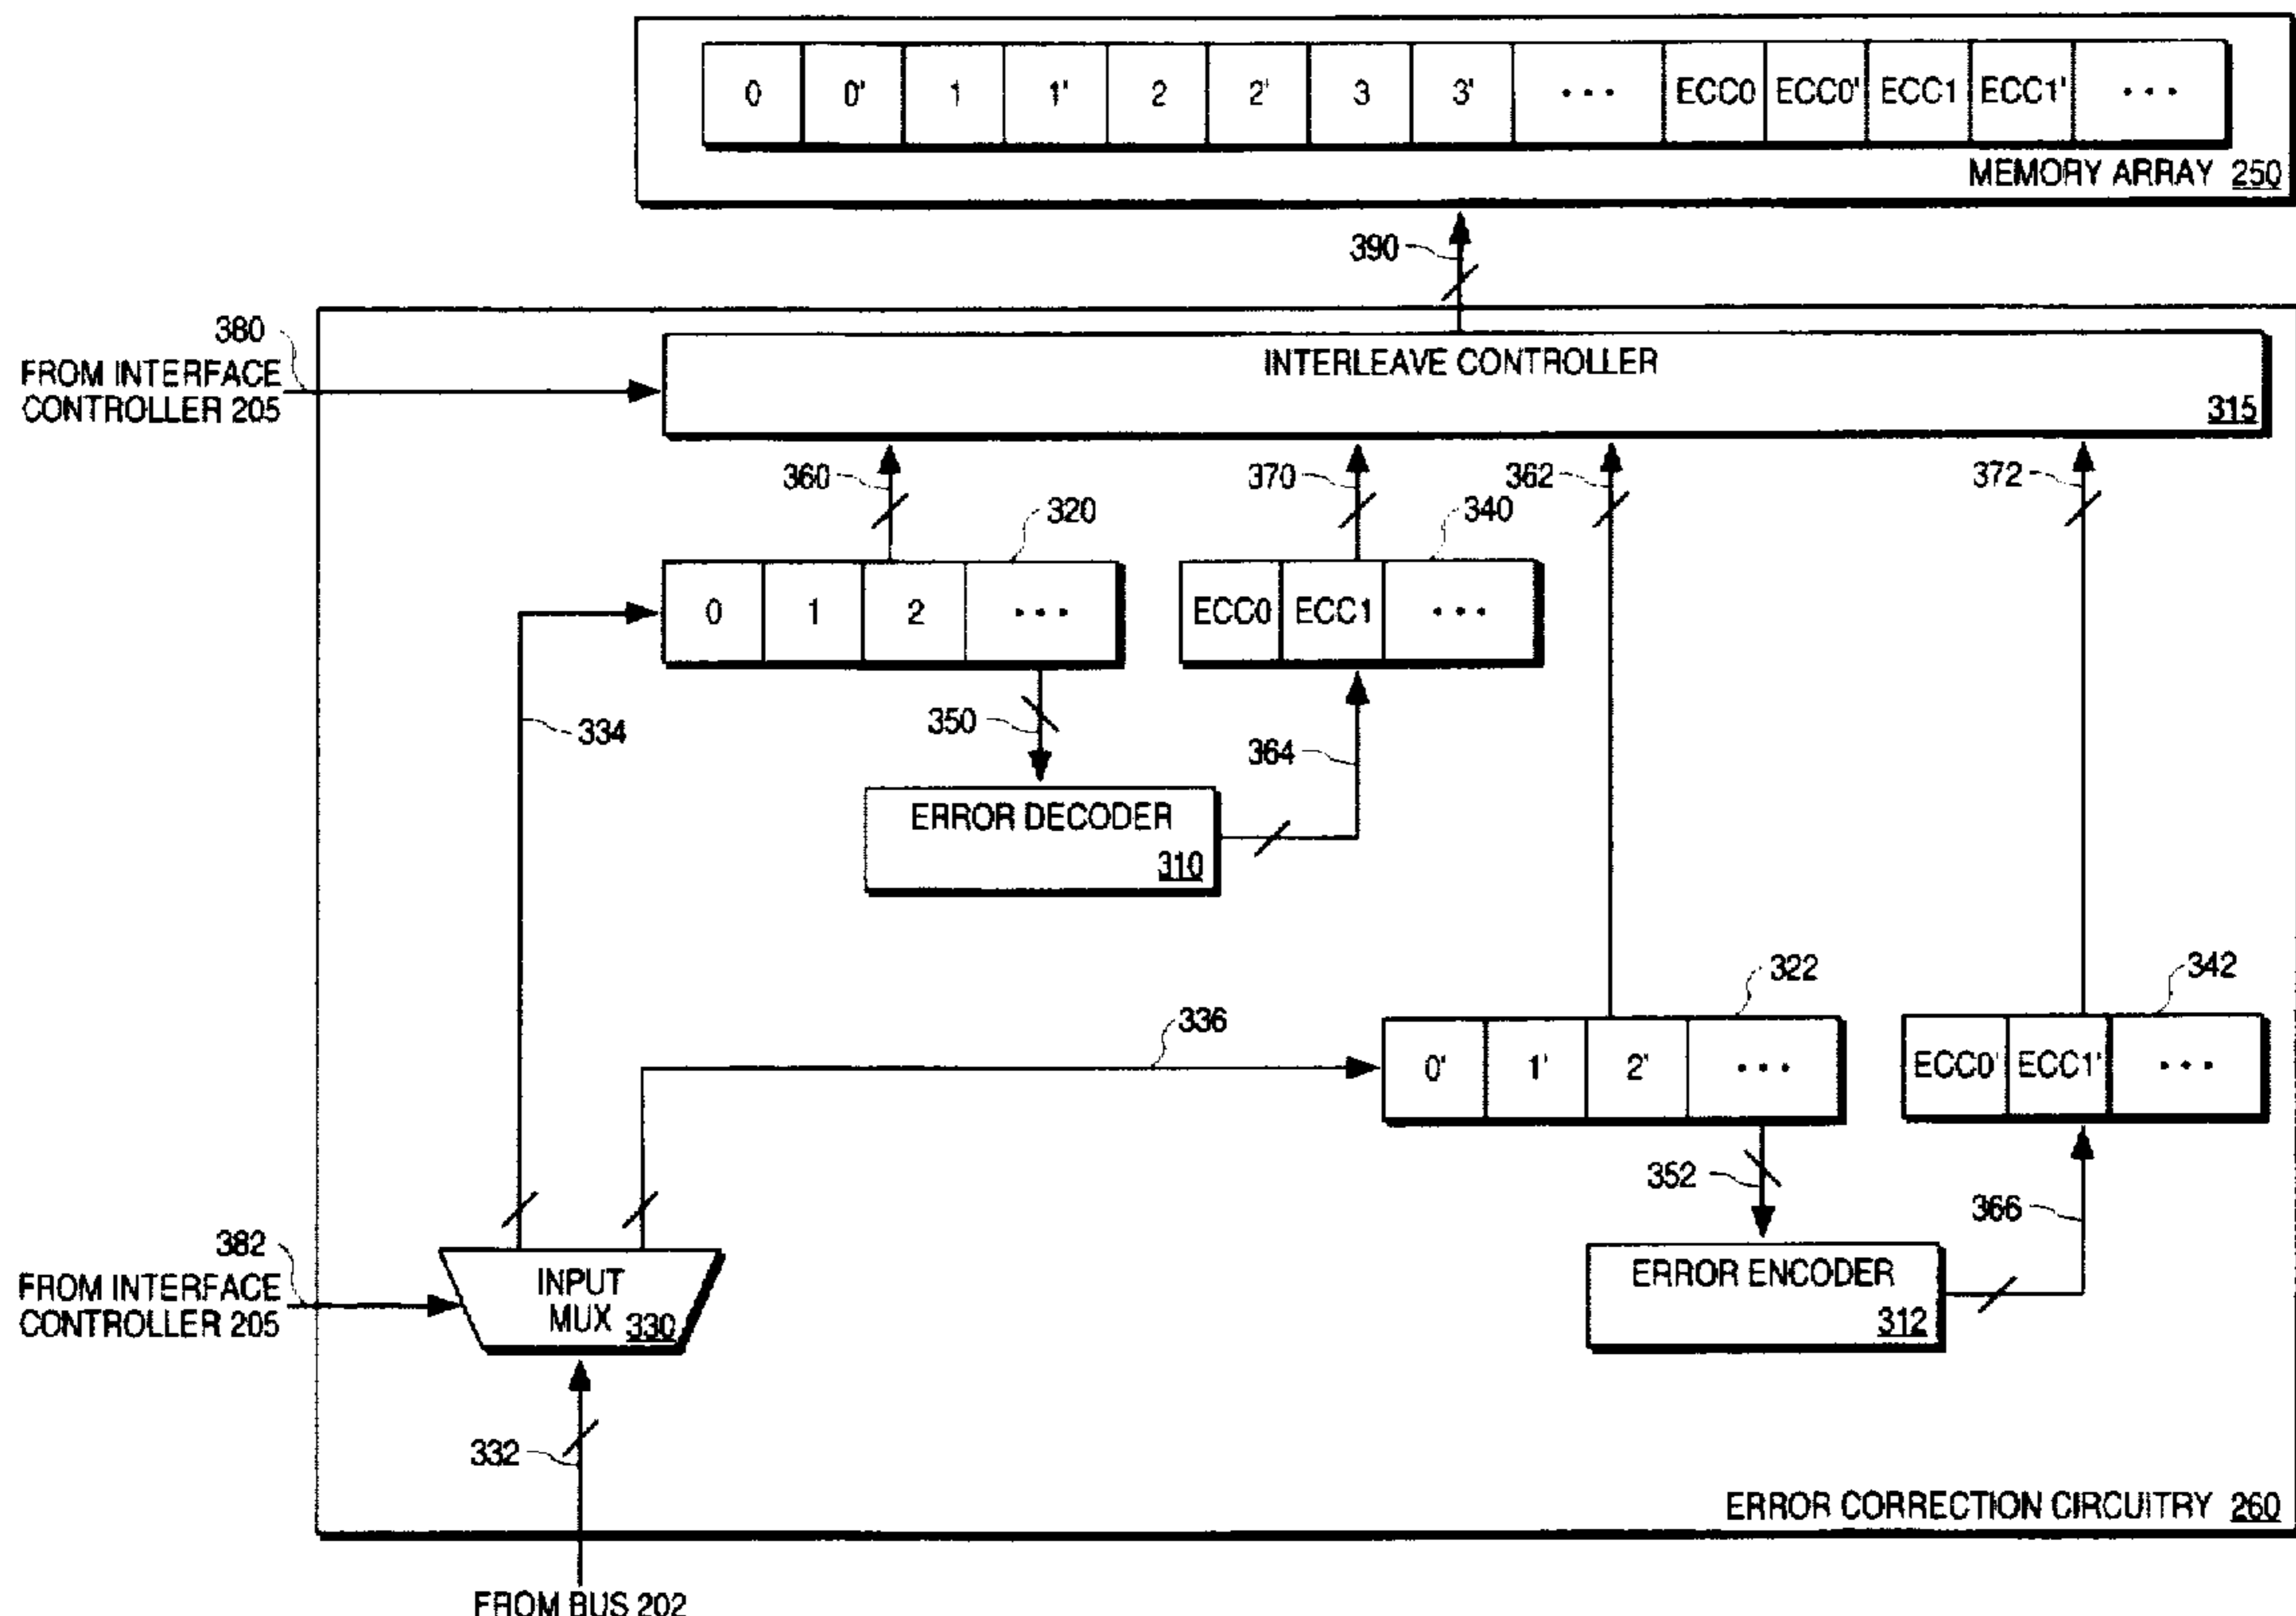 0 0' 1 1' 2 2' 3 3' ... ECC0 ECC0' ECC1 ECC1' ...
MEMORY ARRAY 250
390
380
FROM INTERFACE
CONTROLLER 205
INTERLEAVE CONTROLLER
315
360
370
362
372
320
340
0 1 2 ...
ECC0 ECC1 ...
334
350
364
ERROR DECODER
310
322
342
336
0' 1' 2' ...
ECC0' ECC1' ...
352
366
382
FROM INTERFACE
CONTROLLER 205
INPUT
MUX 330
ERROR ENCODER
312
332
ERROR CORRECTION CIRCUITRY 260
FROM BUS 202